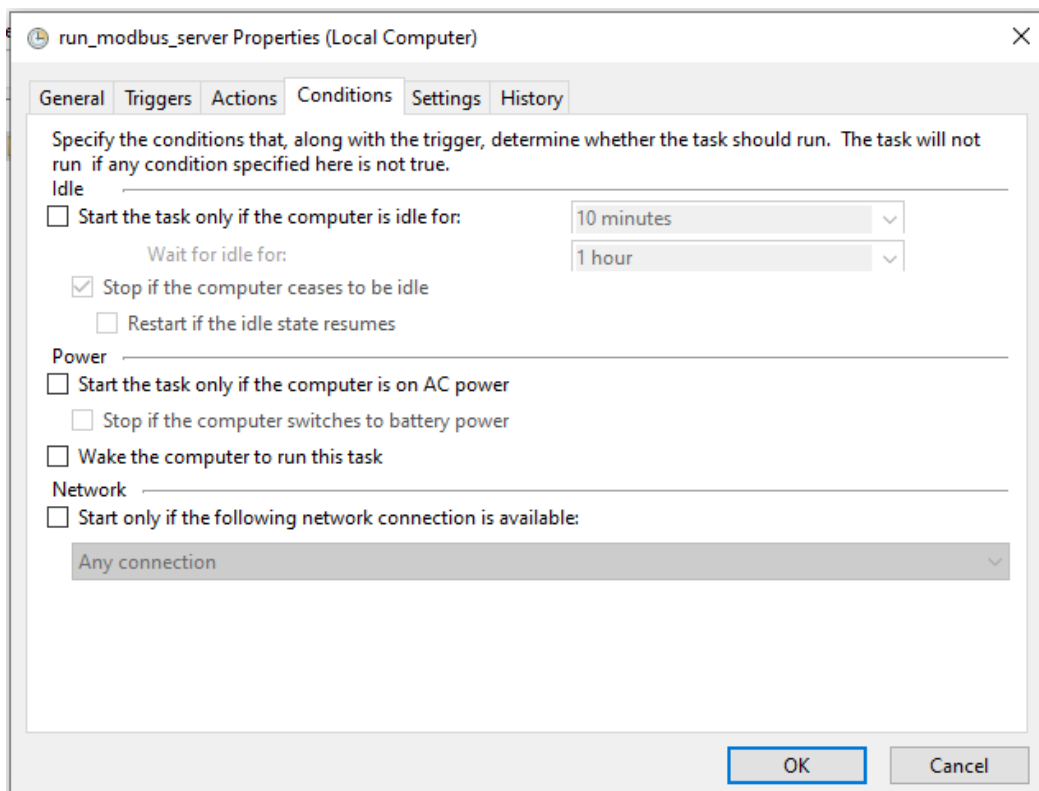 run_modbus_server Properties (Local Computer)
General Triggers Actions Conditions Settings History
Specify the conditions that, along with the trigger, determine whether the task should run.  The task will not
run  if any condition specified here is not true.
Idle
Start the task only if the computer is idle for: 10 minutes
Wait for idle for: 1 hour
Stop if the computer ceases to be idle
Restart if the idle state resumes
Power
Start the task only if the computer is on AC power
Stop if the computer switches to battery power
Wake the computer to run this task
Network
Start only if the following network connection is available:
Any connection
OK Cancel